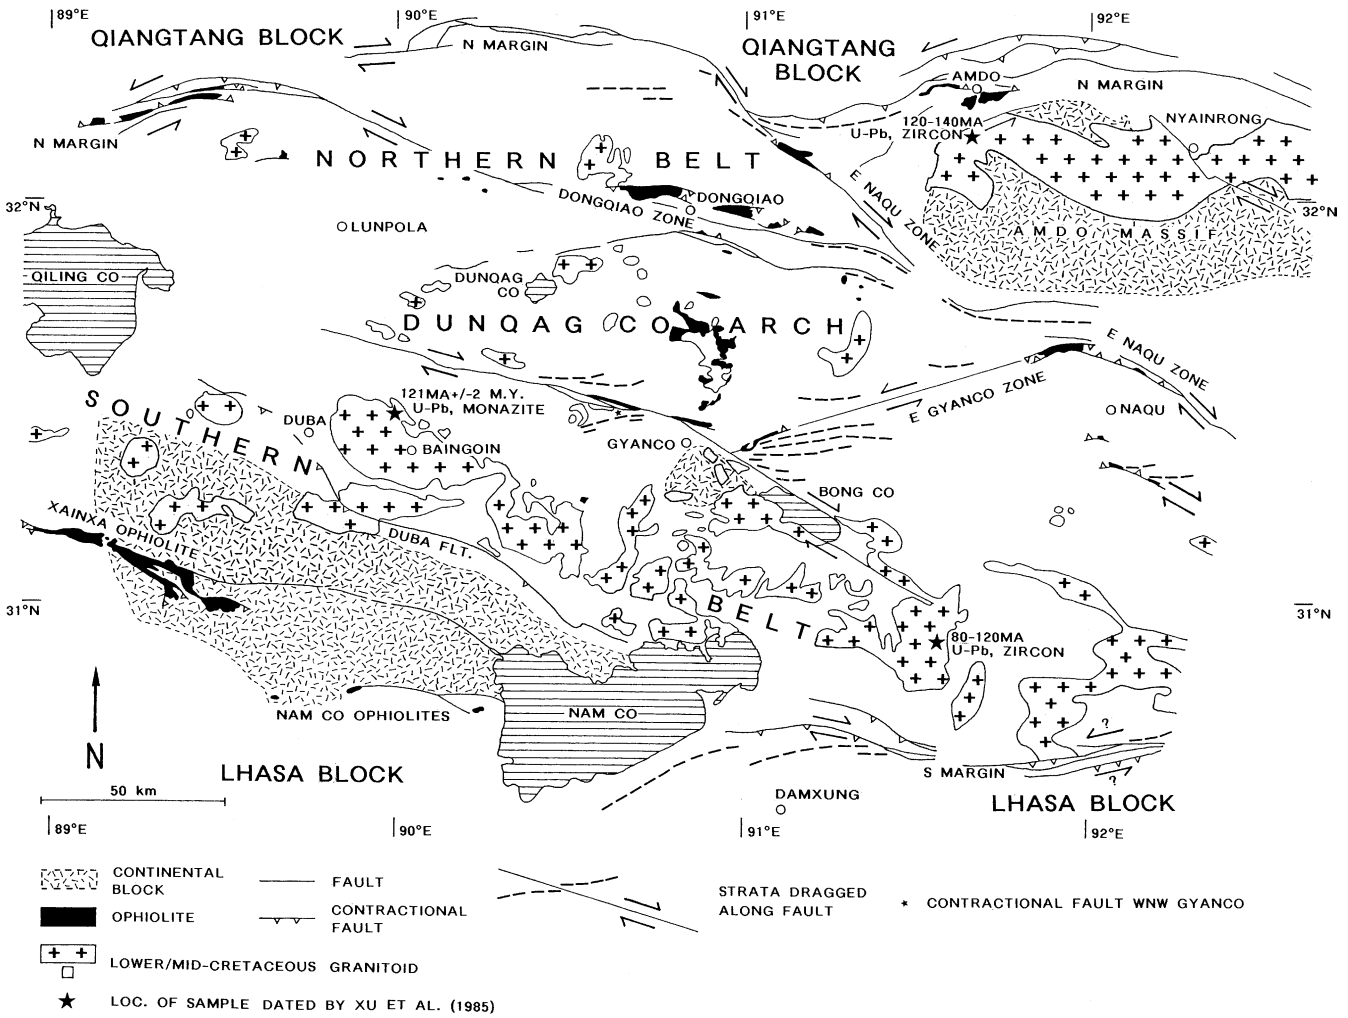 89°E
90°E
91°E
92°E
QIANGTANG BLOCK
N MARGIN
QIANGTANG
BLOCK
AMDO
N MARGIN
120-140MA
U-Pb, ZIRCON
NYAINRONG
N MARGIN
NORTHERN BELT
E NAQU ZONE
DONGQIAO
DONGQIAO ZONE
32°N
32°N
LUNPOLA
AMDO MASSIF
QILING CO
DUNQAG
CO
DUNQAG CO ARCH
E NAQU ZONE
E GYANCO ZONE
121MA+/-2 M.Y.
U-Pb, MONAZITE
NAQU
SOUTHERN
DUBA
BAINGOIN
GYANCO
BONG CO
XAINXA OPHIOLITE
DUBA FLT.
BELT
31°N
31°N
80-120MA
U-Pb, ZIRCON
NAM CO OPHIOLITES
NAM CO
?
?
N
LHASA BLOCK
S MARGIN
50 km
DAMXUNG
LHASA BLOCK
89°E
90°E
91°E
92°E
CONTINENTAL
BLOCK
FAULT
STRATA DRAGGED
ALONG FAULT
CONTRACTIONAL FAULT WNW GYANCO
OPHIOLITE
CONTRACTIONAL
FAULT
LOWER/MID-CRETACEOUS GRANITOID
LOC. OF SAMPLE DATED BY XU ET AL. (1985)